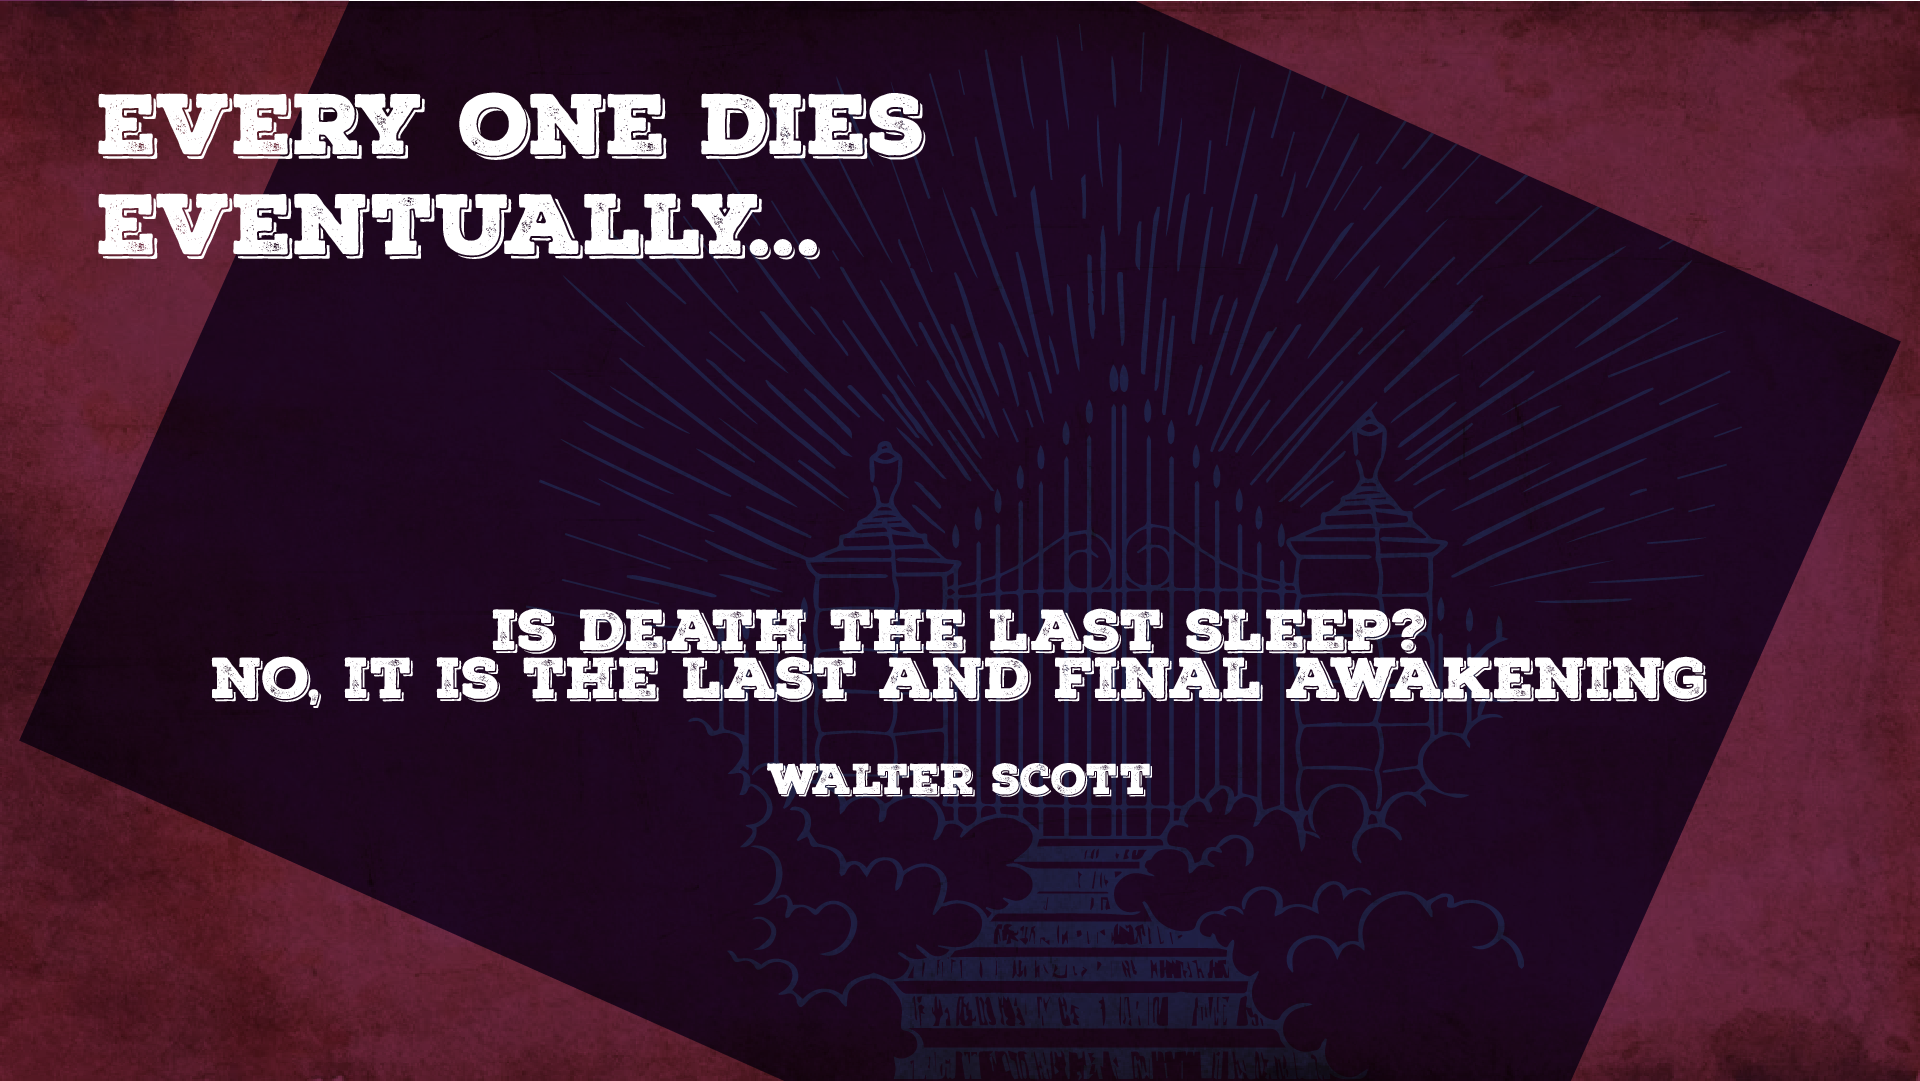 EVERY ONE DIES
EVENTUALLY...
IS DEATH THE LAST SLEEP?
NO, IT IS THE LAST AND FINAL AWAKENING
WALTER SCOTT